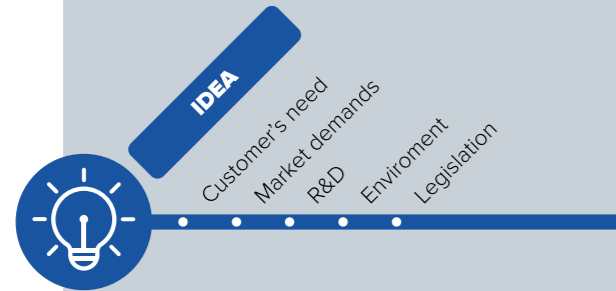 IDEA
Customer's need
Market demands
R&D
Enviroment
Legislation